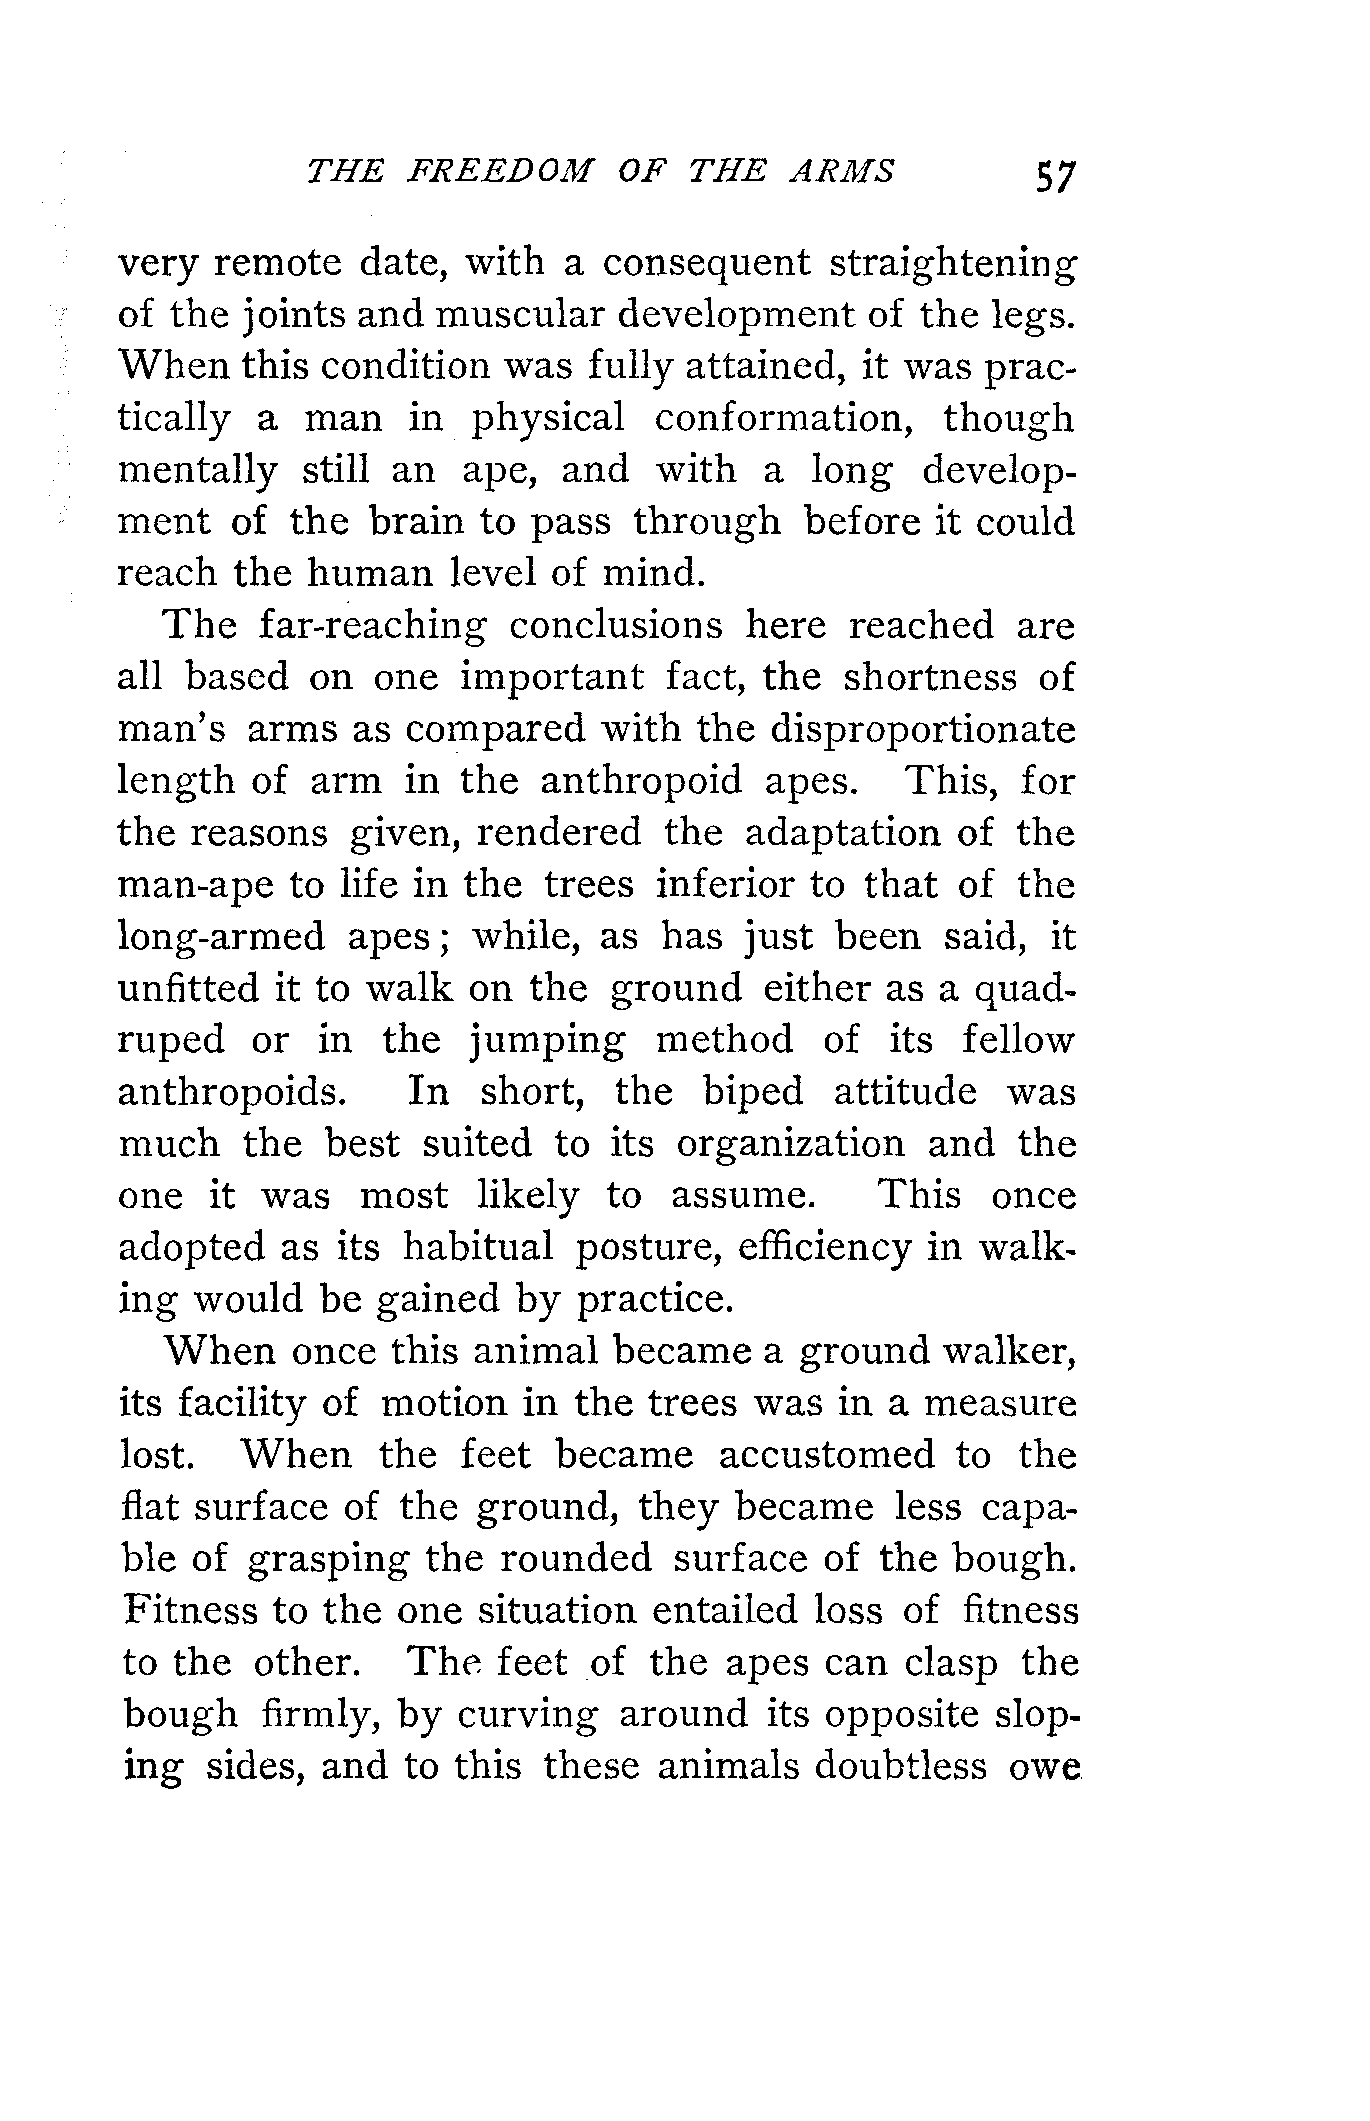 THE FREEDOM OF THE ARMS 57
very remote date, with a consequent straightening
of the joints and muscular development of the legs.
When this condition was fully attained, it was prac-
tically a man in physical conformation, though
mentally still an ape, and with a long develop-
ment of the brain to pass through before it could
reach the human level of mind.
The far-reaching conclusions here reached are
all based on one important fact, the shortness of
man's arms as compared with the disproportionate
length of arm in the anthropoid apes. This, for
the reasons given, rendered the adaptation of the
man-ape to life in the trees inferior to that of the
long-armed apes; while, as has just been said, it
unfitted it to walk on the ground either as a quad-
ruped or in the jumping method of its fellow
anthropoids. In short, the biped attitude was
much the best suited to its organization and the
one it was most likely to assume. This once
adopted as its habitual posture, efficiency in walk-
ing would be gained by practice.
When once this animal became a ground walker,
its facility of motion in the trees was in a measure
lost. When the feet became accustomed to the
flat surface of the ground, they became less capa-
ble of grasping the rounded surface of the bough.
Fitness to the one situation entailed loss of fitness
to the other. The feet of the apes can clasp the
bough firmly, by curving around its opposite slop-
ing sides, and to this these animals doubtless owe